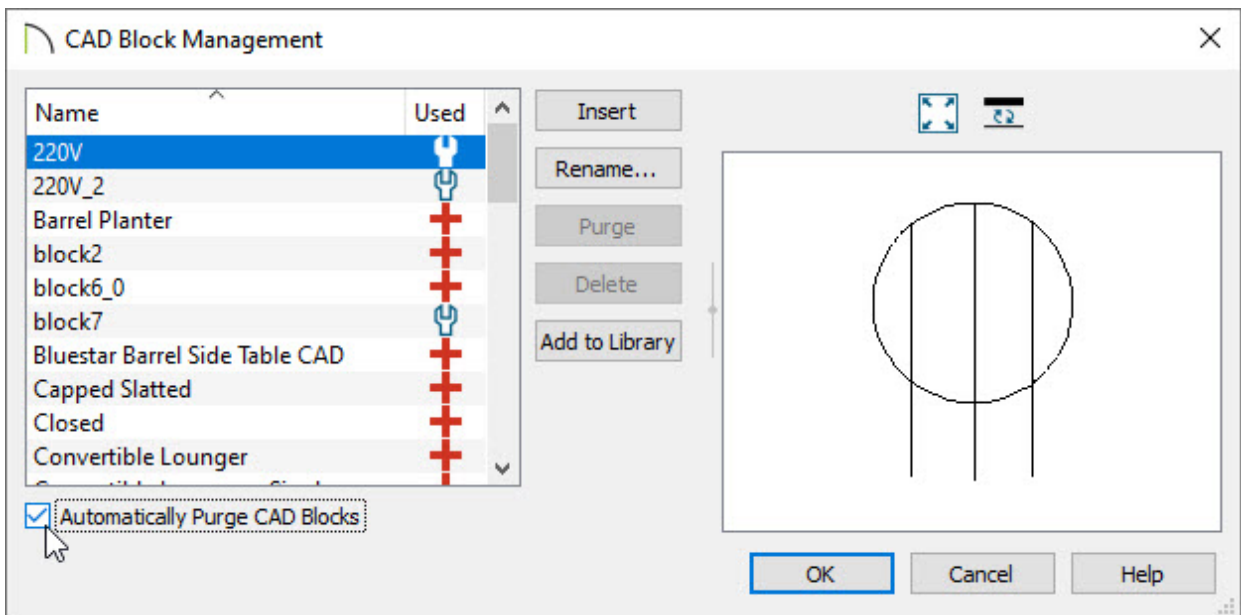 CAD Block Management
Name Used
220V
220V_2
Barrel Planter
block2
block6_0
block7
Bluestar Barrel Side Table CAD
Capped Slatted
Closed
Convertible Lounger
Automatically Purge CAD Blocks
Insert
Rename...
Purge
Delete
Add to Library
OK Cancel Help